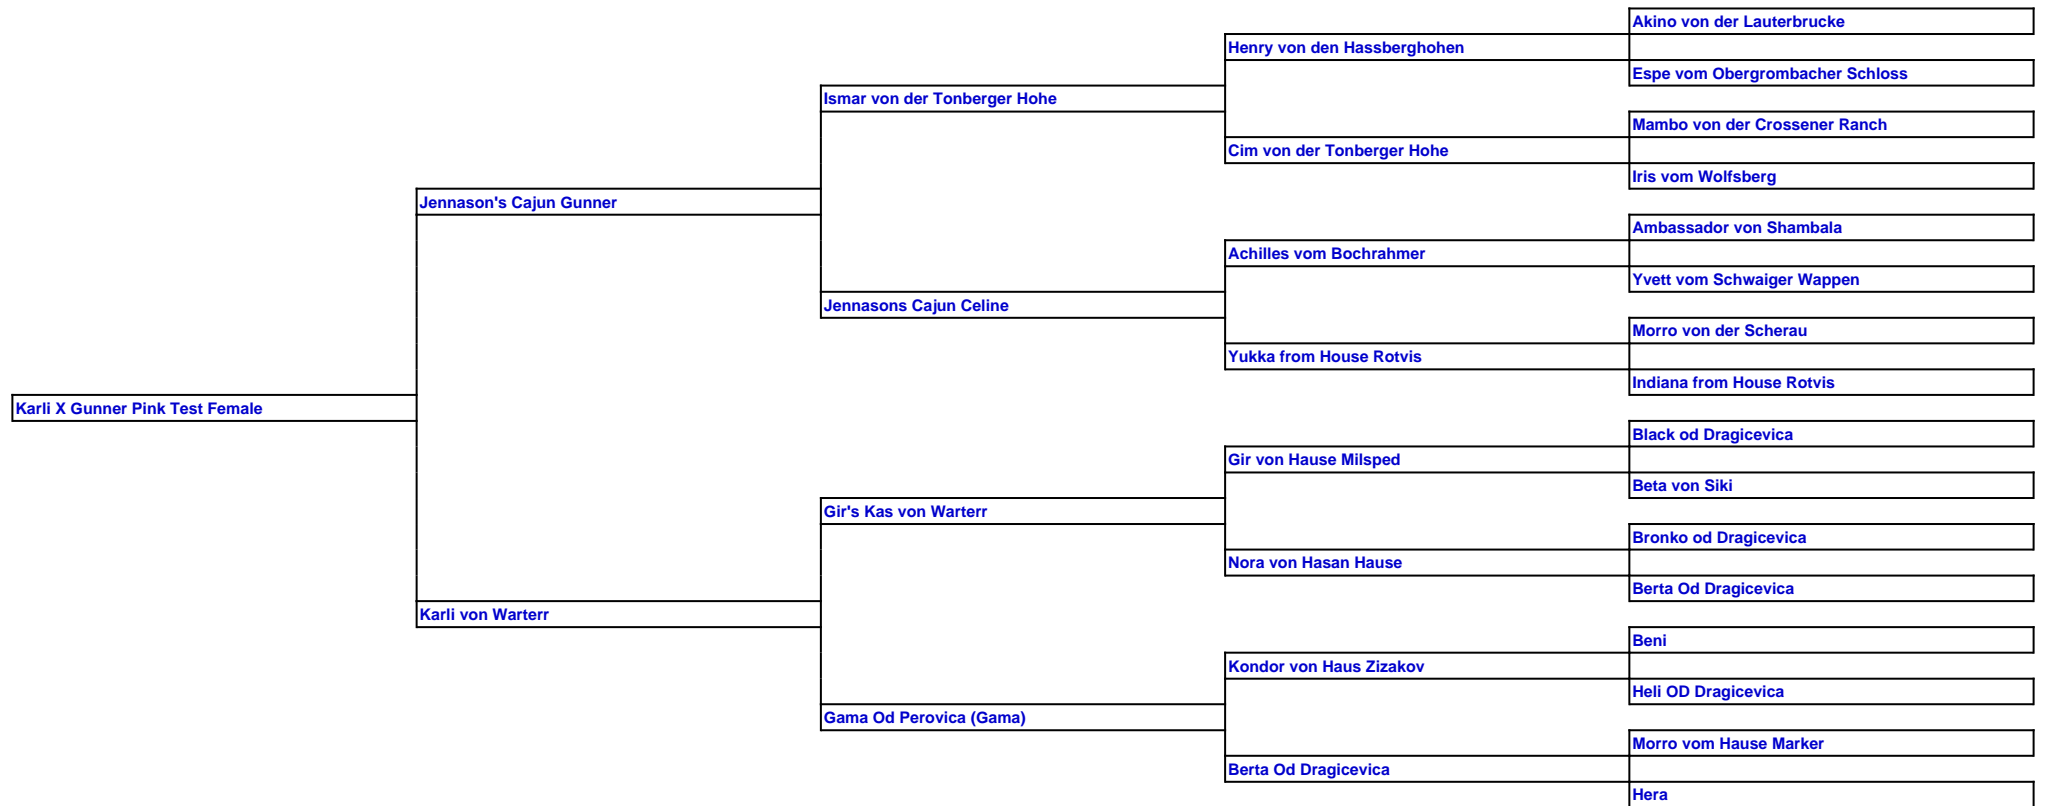 Akino von der Lauterbrucke
Henry von den Hassberghohen
Espe vom Obergrombacher Schloss
Ismar von der Tonberger Hohe
Mambo von der Crossener Ranch
Cim von der Tonberger Hohe
Iris vom Wolfsberg
Jennason's Cajun Gunner
Ambassador von Shambala
Achilles vom Bochrahmer
Yvett vom Schwaiger Wappen
Jennasons Cajun Celine
Morro von der Scherau
Yukka from House Rotvis
Indiana from House Rotvis
Karli X Gunner Pink Test Female
Black od Dragicevica
Gir von Hause Milsped
Beta von Siki
Gir's Kas von Warterr
Bronko od Dragicevica
Nora von Hasan Hause
Berta Od Dragicevica
Karli von Warterr
Beni
Kondor von Haus Zizakov
Heli OD Dragicevica
Gama Od Perovica (Gama)
Morro vom Hause Marker
Berta Od Dragicevica
Hera